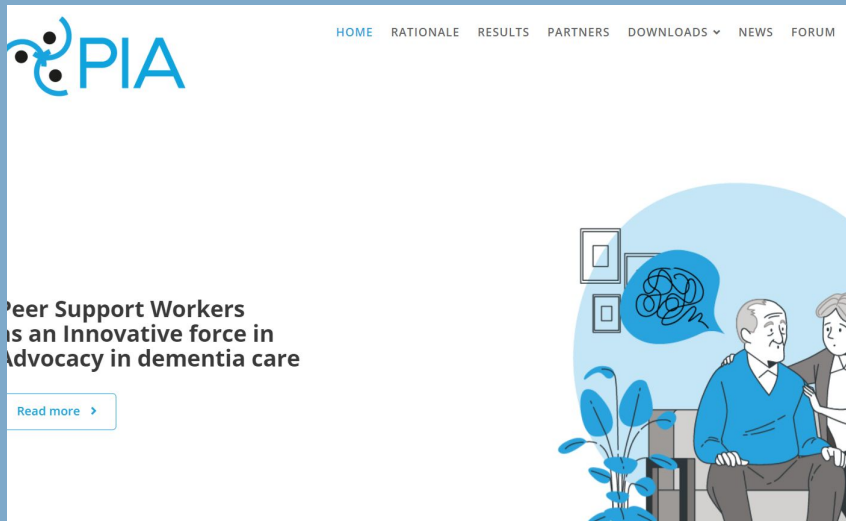 PIA
HOME RATIONALE RESULTS PARTNERS DOWNLOADS NEWS FORUM
Peer Support Workers
as an Innovative force in
Advocacy in dementia care
Read more